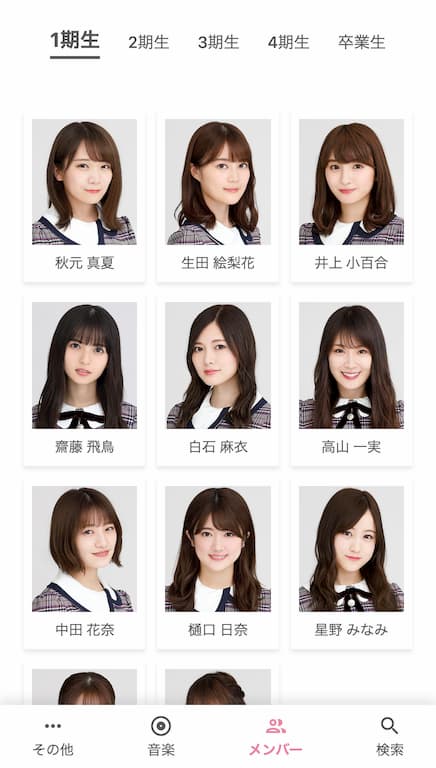 1期生
2期生
3期生
4期生
卒業生
秋元 真夏
生田 絵梨花
井上 小百合
齋藤 飛鳥
白石 麻衣
高山 一実
中田 花奈
樋口 日奈
星野 みなみ
その他
音楽
メンバー
検索